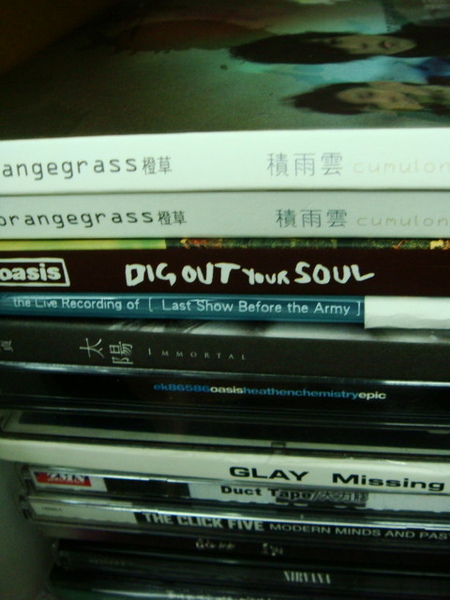 angegrass 橙草 積雨雲 cumulon
orangegrass 橙草 積雨雲 cumulon
oasis DIG OUT YOUR SOUL
the Live Recording of [ Last Show Before the Army ]
太陽 IMMORTAL
ek86586oasisheathenchemistryepic
GLAY Missing
Duct Tape
THE CLICK FIVE MODERN MINDS AND PAS
NIRVANA